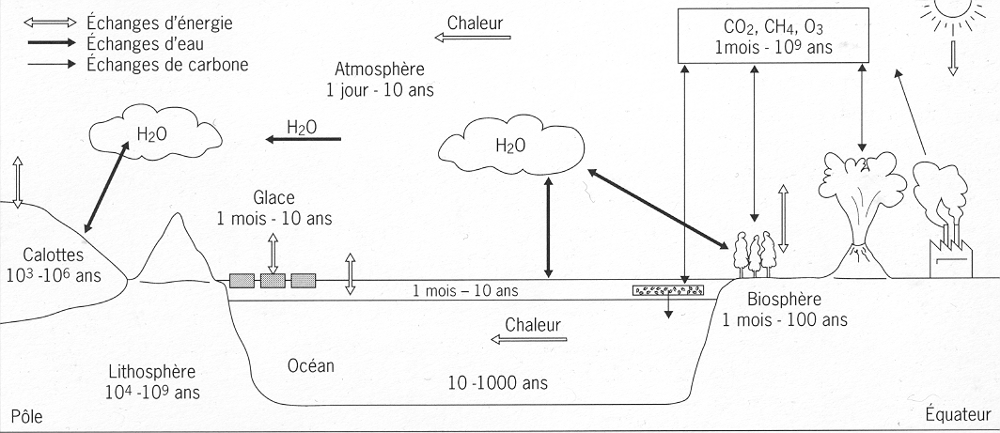 Échanges d'énergie
Échanges d'eau
Échanges de carbone
Chaleur
CO2, CH4, O3
1mois - 10⁹ ans
Atmosphère
1 jour - 10 ans
H2O
H2O
H2O
Glace
1 mois - 10 ans
Calottes
10³ -10⁶ ans
1 mois – 10 ans
Biosphère
1 mois - 100 ans
Chaleur
Lithosphère
10⁴ -10⁹ ans
Océan
10 -1000 ans
Pôle
Équateur